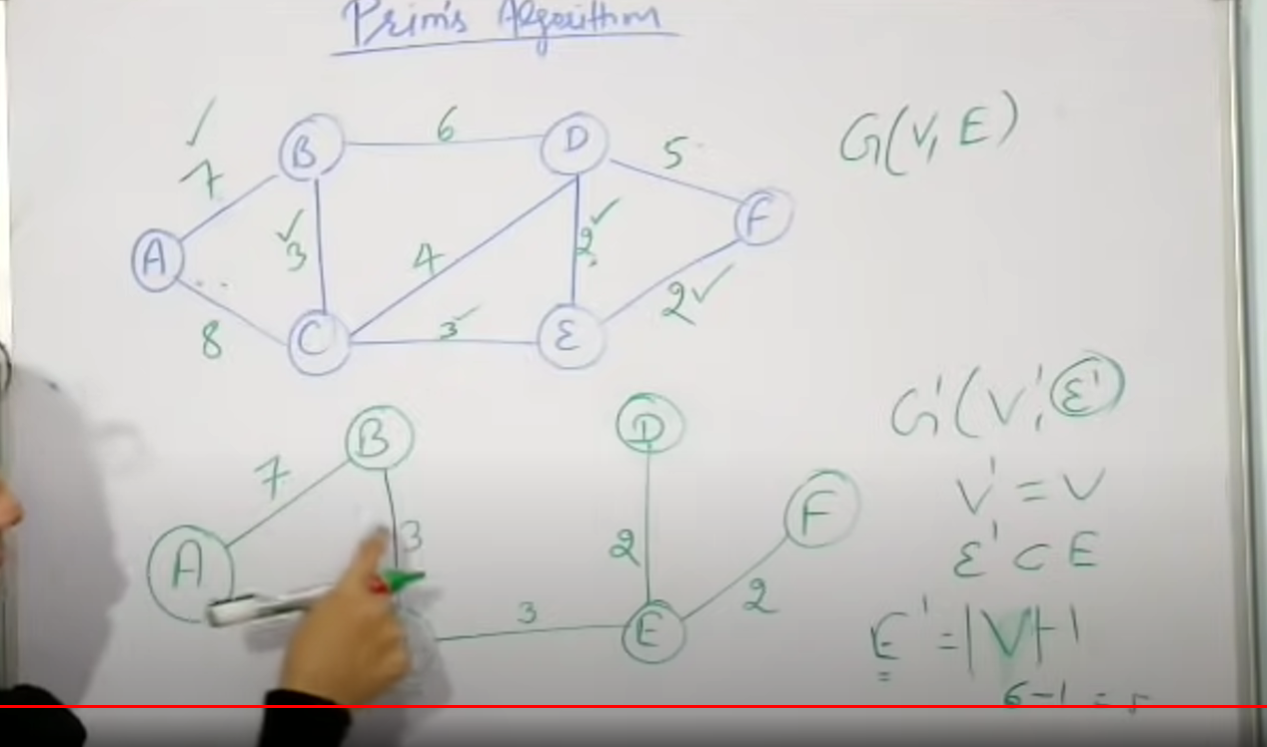 Prim's Algorithm
G(V, E)
7
B
6
D
5
F
A
3
4
2
8
C
3
E
2
G'(V', E')
V' = V
E' ⊂ E
E' = |V|-1
6-1 = 5
7
B
D
F
A
3
2
2
3
E